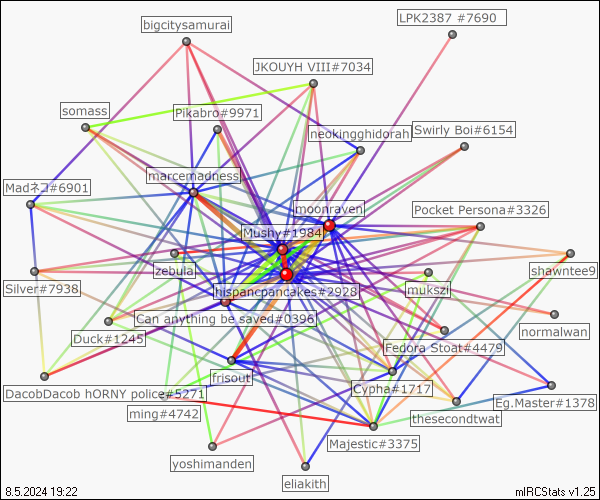 LPK2387 #7690
bigcitysamurai
JKOUYH VIII#7034
somass
Pikabro#9971
neokingghidorah
Swirly Boi#6154
marcemadness
Madネコ#6901
moonraven
Pocket Persona#3326
Mushy#1984
zebula
shawntee9
Silver#7938
hispancpancakes#2928
mukszi
Can anything be saved#0396
normalwan
Duck#1245
Fedora Stoat#4479
frisout
DacobDacob hORNY police#5271
Cypha#1717
Eg.Master#1378
ming#4742
thesecondtwat
Majestic#3375
yoshimanden
eliakith
8.5.2024 19:22
mIRCStats v1.25